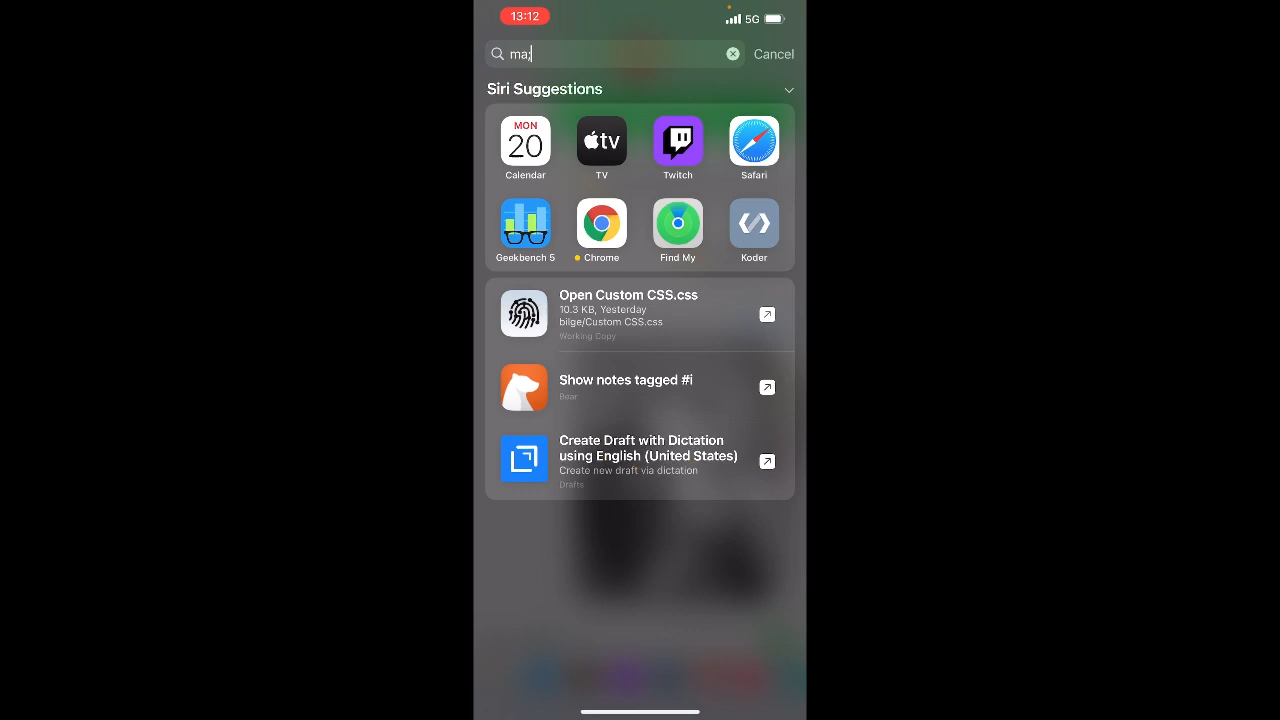 13:12
5G
ma;
Cancel
Siri Suggestions
MON
20
tv
Calendar
TV
Twitch
Safari
Geekbench 5
Chrome
Find My
Koder
Open Custom CSS.css
10.3 KB, Yesterday
bilge/Custom CSS.css
Working Copy
Show notes tagged #i
Bear
Create Draft with Dictation
using English (United States)
Create new draft via dictation
Drafts